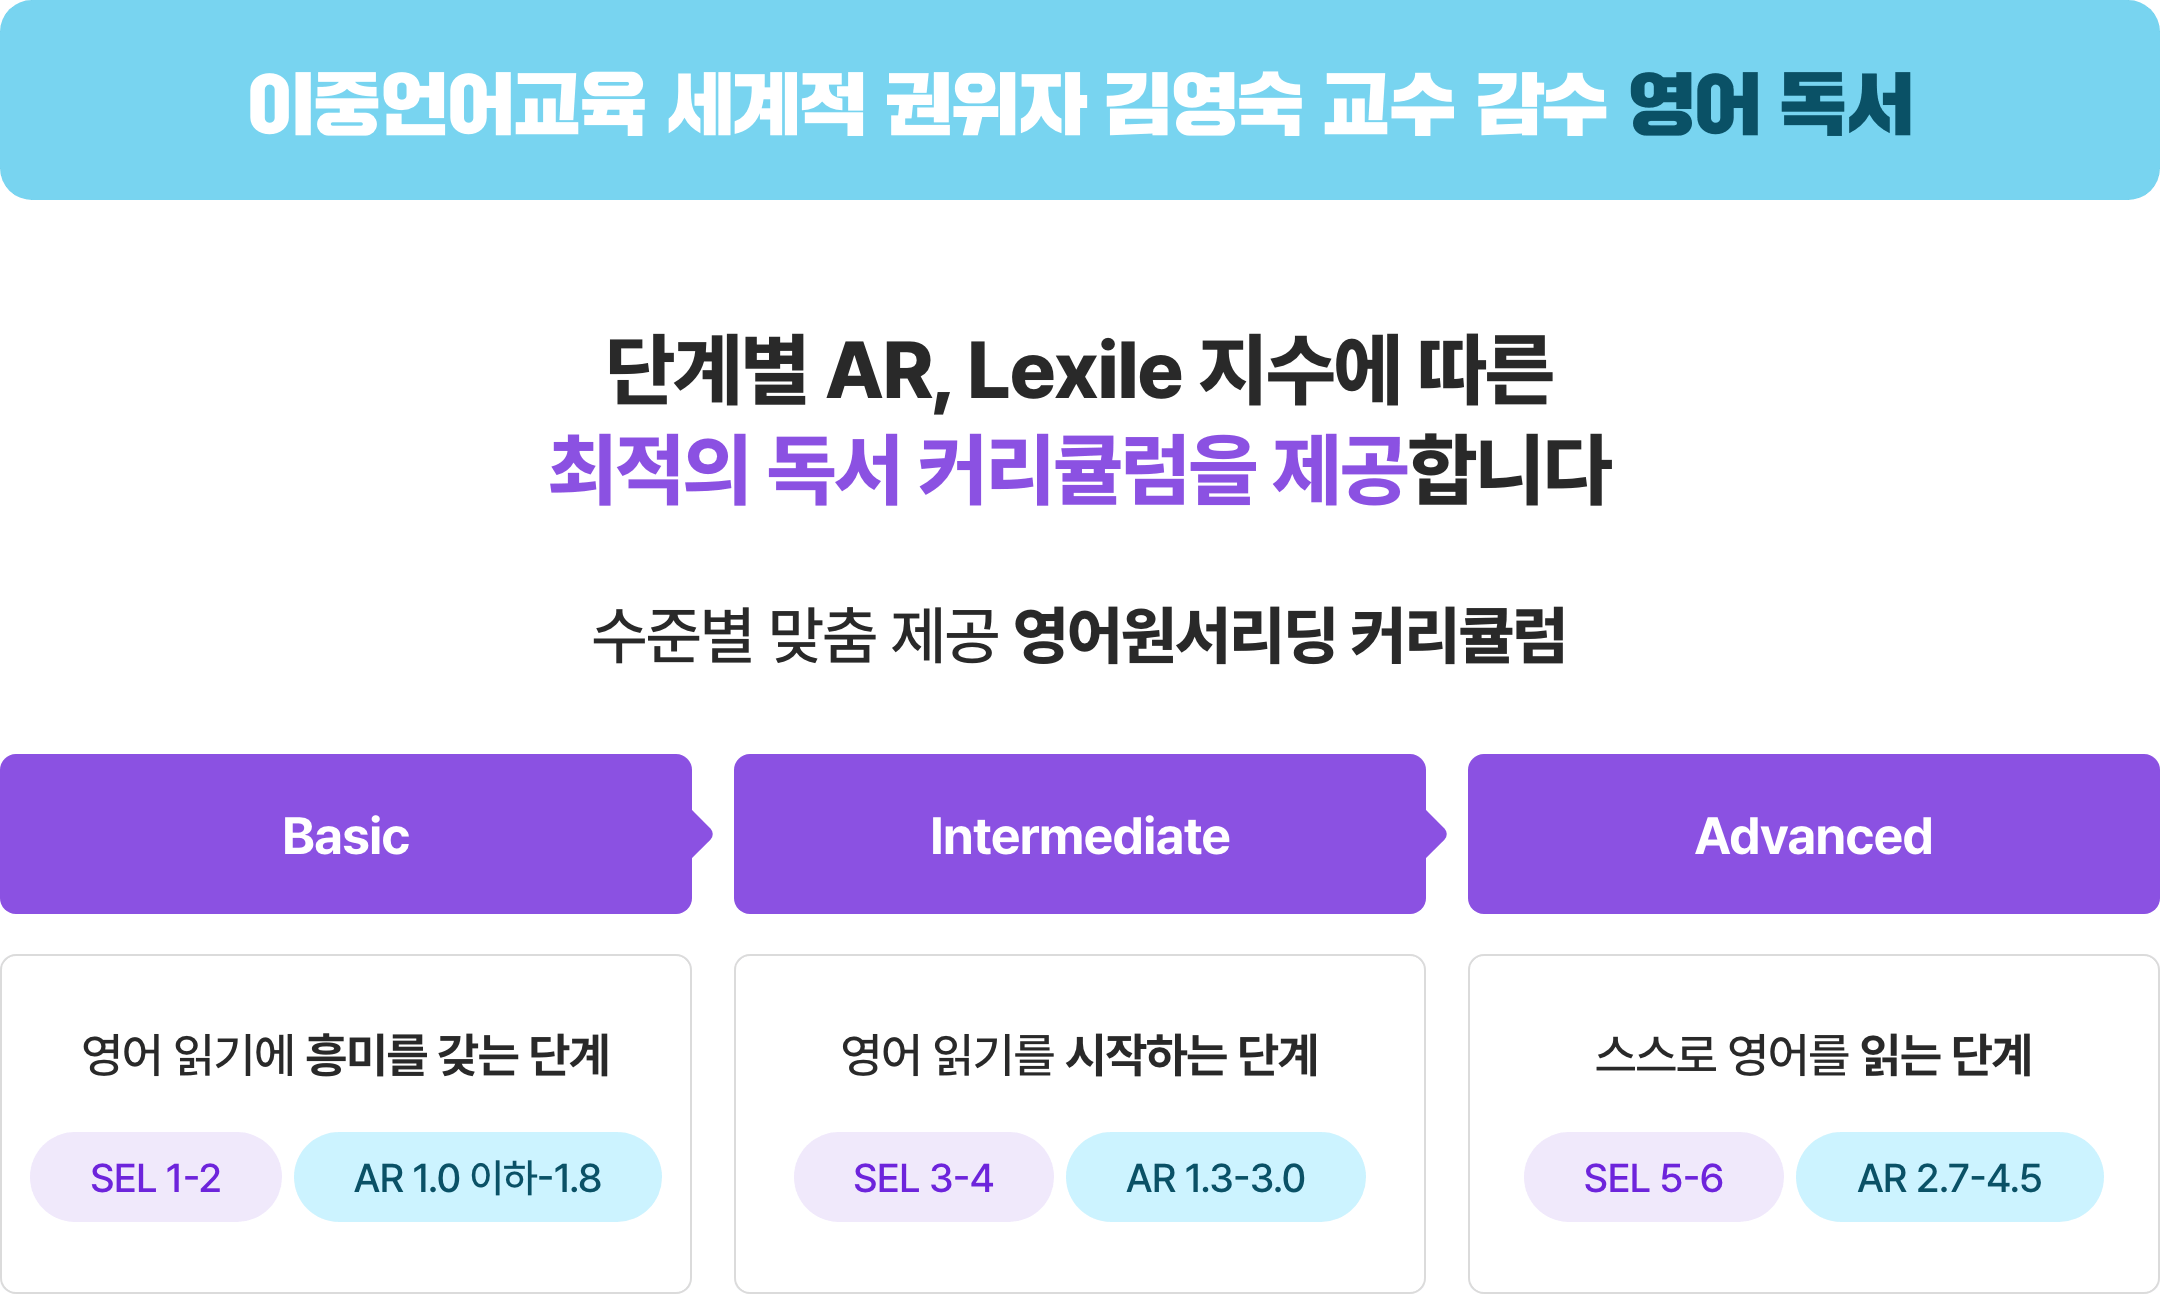 이중언어교육 세계적 권위자 김영숙 교수 감수 영어 독서
단계별 AR, Lexile 지수에 따른
최적의 독서 커리큘럼을 제공합니다
수준별 맞춤 제공 영어원서리딩 커리큘럼
Basic
Intermediate
Advanced
영어 읽기에 흥미를 갖는 단계
SEL 1-2
AR 1.0 이하-1.8
영어 읽기를 시작하는 단계
SEL 3-4
AR 1.3-3.0
스스로 영어를 읽는 단계
SEL 5-6
AR 2.7-4.5